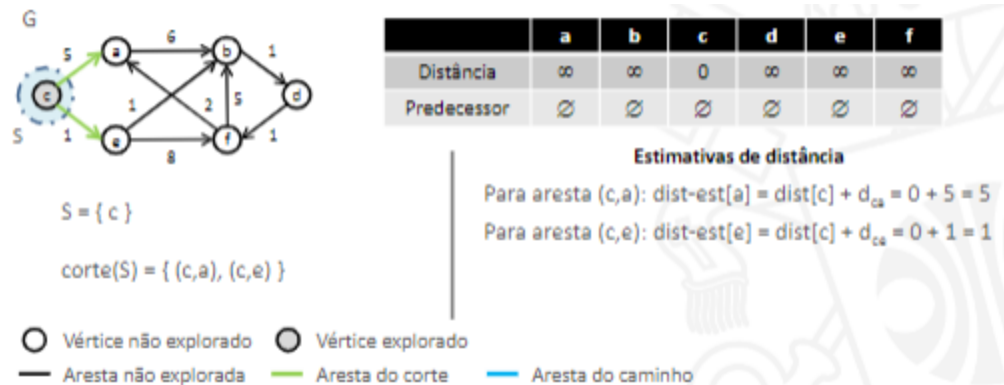 G
a b c d e f
5 6 1
a b
Distância ∞ ∞ 0 ∞ ∞ ∞
c 1 2 5 d
Predecessor ∅ ∅ ∅ ∅ ∅ ∅
S 1 e f 1
8
Estimativas de distância
Para aresta (c,a): dist-est[a] = dist[c] + d_ca = 0 + 5 = 5
S = { c }
Para aresta (c,e): dist-est[e] = dist[c] + d_ce = 0 + 1 = 1
corte(S) = { (c,a), (c,e) }
Vértice não explorado Vértice explorado
Aresta não explorada Aresta do corte Aresta do caminho